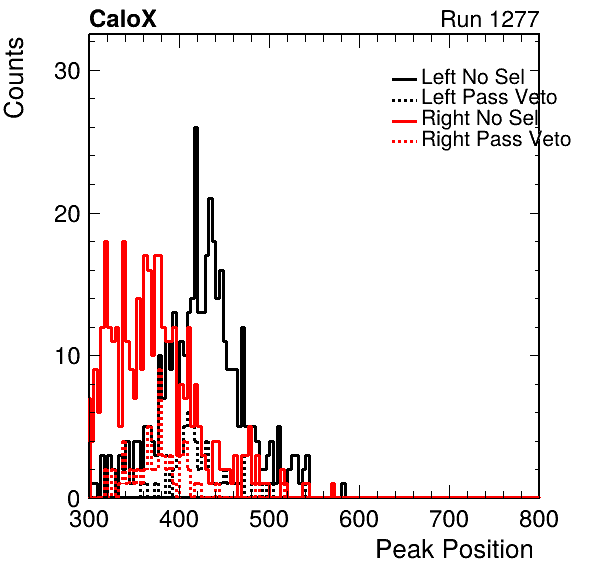 CaloX Run 1277
Counts
30
20
10
0
Left No Sel
Left Pass Veto
Right No Sel
Right Pass Veto
300 400 500 600 700 800
Peak Position